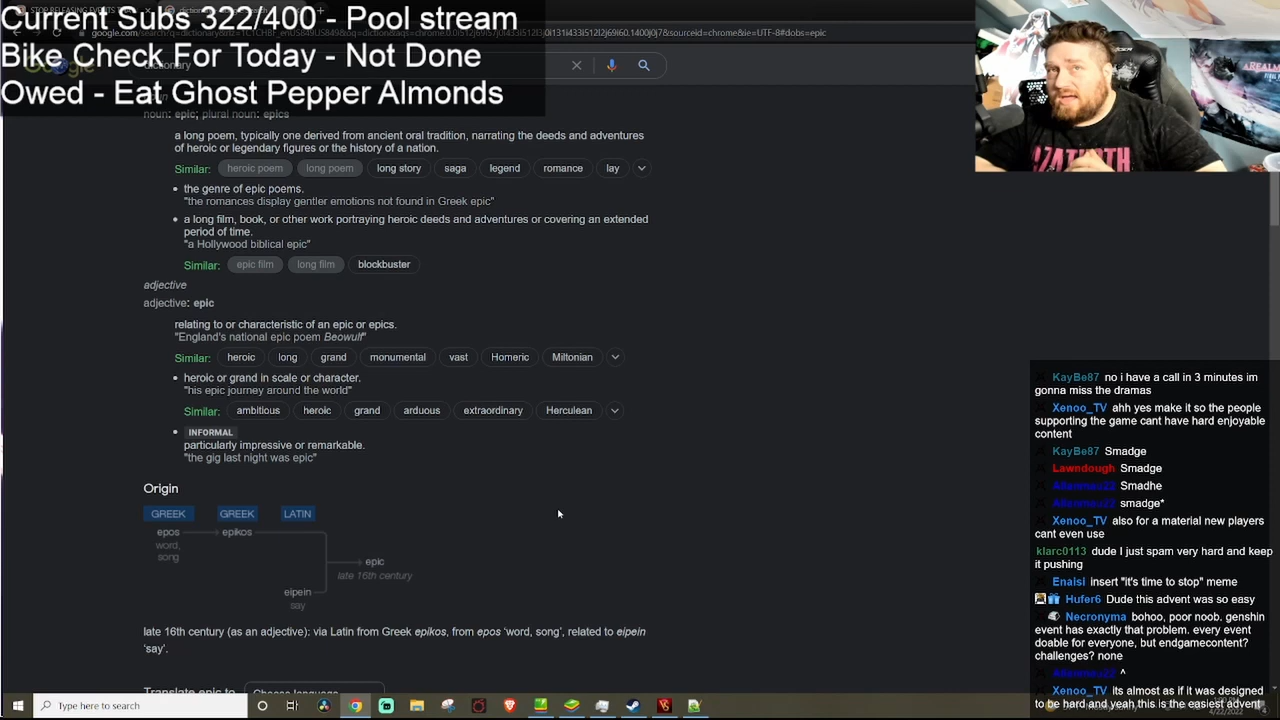 Current Subs 322/400 - Pool stream
Bike Check For Today - Not Done
Owed - Eat Ghost Pepper Almonds
dictionary
noun: epic; plural noun: epics
a long poem, typically one derived from ancient oral tradition, narrating the deeds and adventures
of heroic or legendary figures or the history of a nation.
Similar: heroic poem long poem long story saga legend romance lay
the genre of epic poems.
"the romances display gentler emotions not found in Greek epic"
a long film, book, or other work portraying heroic deeds and adventures or covering an extended
period of time.
"a Hollywood biblical epic"
Similar: epic film long film blockbuster
adjective
adjective: epic
relating to or characteristic of an epic or epics.
"England's national epic poem Beowulf"
Similar: heroic long grand monumental vast Homeric Miltonian
heroic or grand in scale or character.
"his epic journey around the world"
Similar: ambitious heroic grand arduous extraordinary Herculean
INFORMAL
particularly impressive or remarkable.
"the gig last night was epic"
Origin
GREEK GREEK LATIN
epos epikos
word,
song
epic
late 16th century
eipein
say
late 16th century (as an adjective): via Latin from Greek epikos, from epos ‘word, song’, related to eipein
‘say’.
Translate epic to Choose language
KayBe87 no i have a call in 3 minutes im
gonna miss the dramas
Xenoo_TV ahh yes make it so the people
supporting the game cant have hard enjoyable
content
KayBe87 Smadge
Lawndough Smadge
Smadhe
smadge*
Xenoo_TV also for a material new players
cant even use
klarc0113 dude I just spam very hard and keep
it pushing
Enaisi insert "it's time to stop" meme
Hufer6 Dude this advent was so easy
Necronyma bohoo, poor noob. genshin
event has exactly that problem. every event
doable for everyone, but endgamecontent?
challenges? none
^
Xenoo_TV its almost as if it was designed
to be hard and yeah this is the easiest advent
Type here to search
4/22/2022